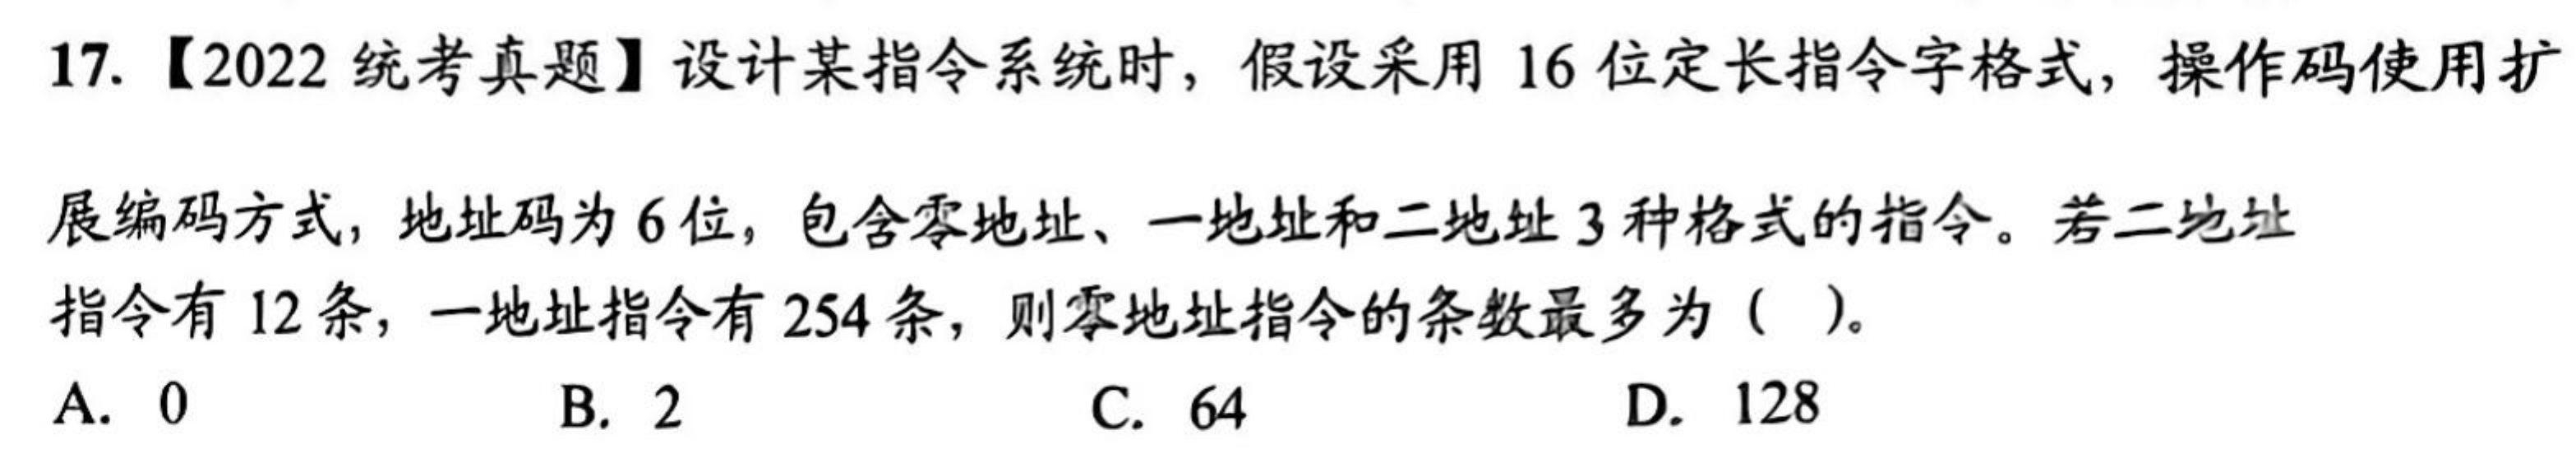 17.【2022 统考真题】设计某指令系统时，假设采用 16 位定长指令字格式，操作码使用扩
展编码方式，地址码为 6 位，包含零地址、一地址和二地址 3 种格式的指令。若二地址
指令有 12 条，一地址指令有 254 条，则零地址指令的条数最多为（ ）。
A. 0 B. 2 C. 64 D. 128